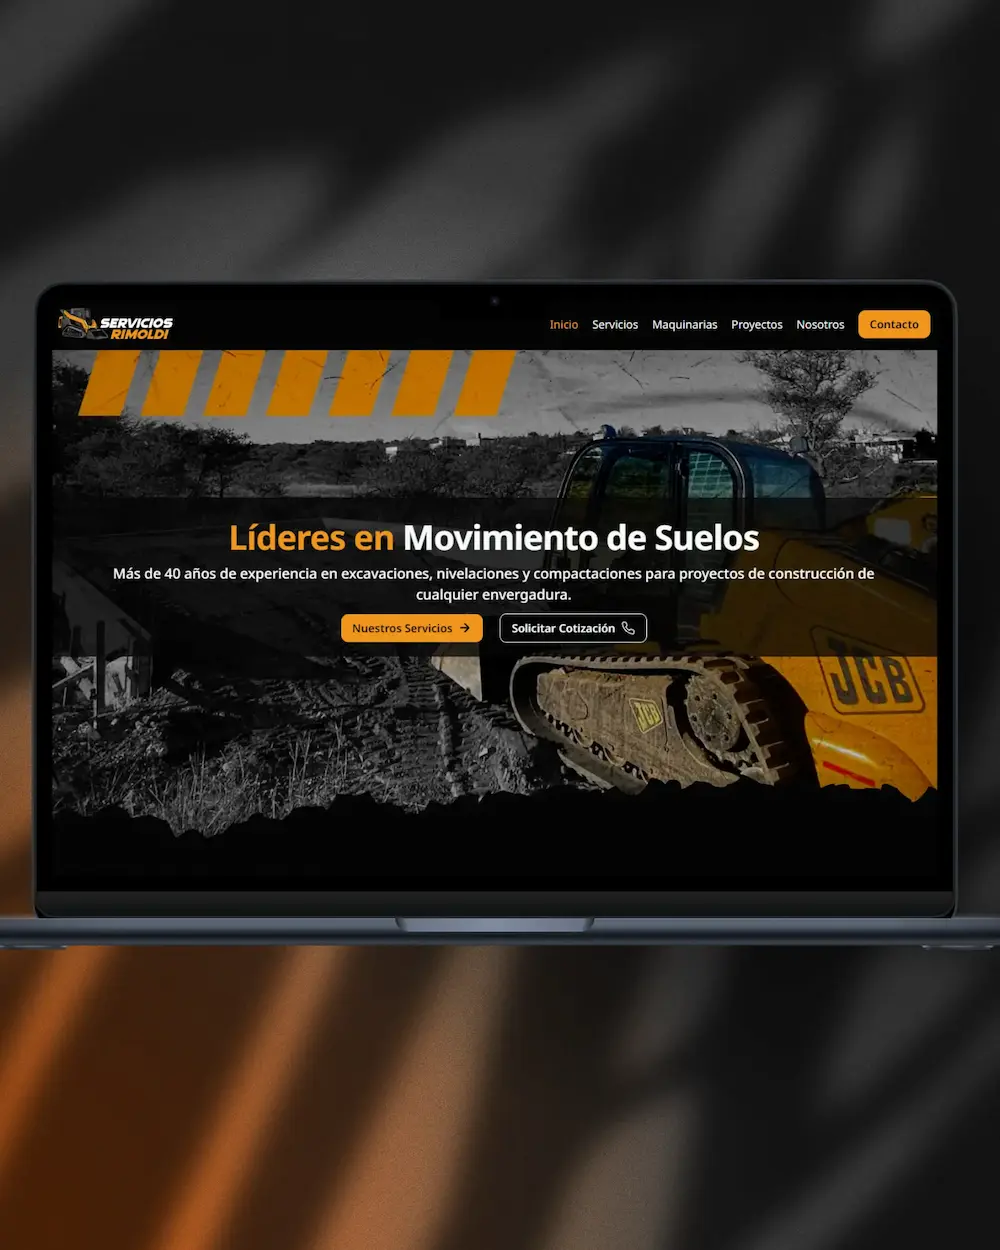 SERVICIOS
RIMOLDI
Inicio Servicios Maquinarias Proyectos Nosotros Contacto
Líderes en Movimiento de Suelos
Más de 40 años de experiencia en excavaciones, nivelaciones y compactaciones para proyectos de construcción de
cualquier envergadura.
Nuestros Servicios → Solicitar Cotización
JCB
JCB